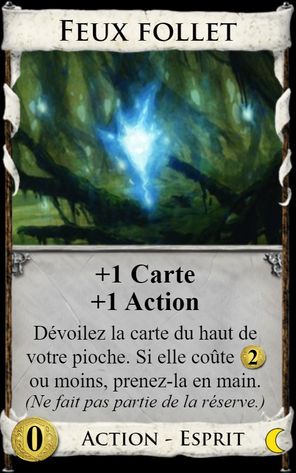 FEUX FOLLET
+1 Carte
+1 Action
Dévoilez la carte du haut de
votre pioche. Si elle coûte 2
ou moins, prenez-la en main.
(Ne fait pas partie de la réserve.)
0 ACTION - ESPRIT